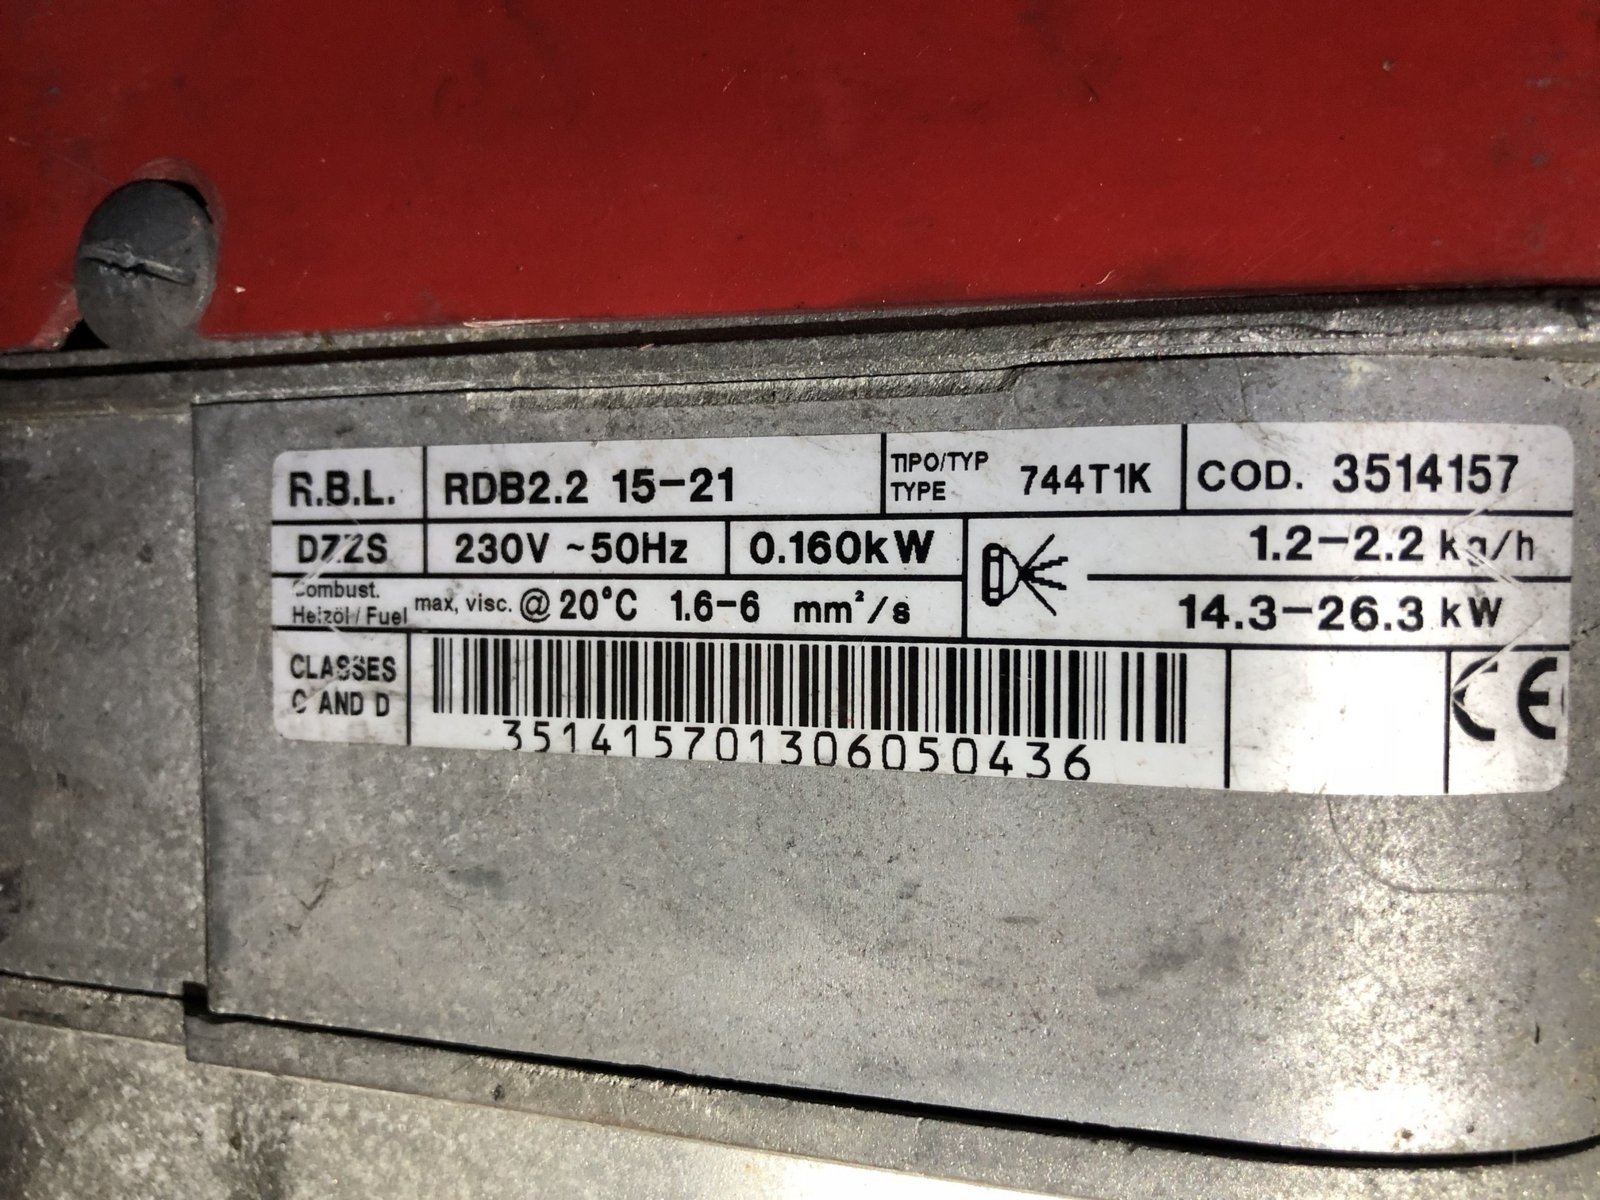 R.B.L. RDB2.2 15-21 TIPO/TYP TYPE 744T1K COD. 3514157
DZZS 230V ~50Hz 0.160kW 1.2-2.2 kg/h
Combust. Heizöl / Fuel max, visc. @ 20°C 1.6-6 mm²/s 14.3-26.3 kW
CLASSES
C AND D
351415701306050436
CE